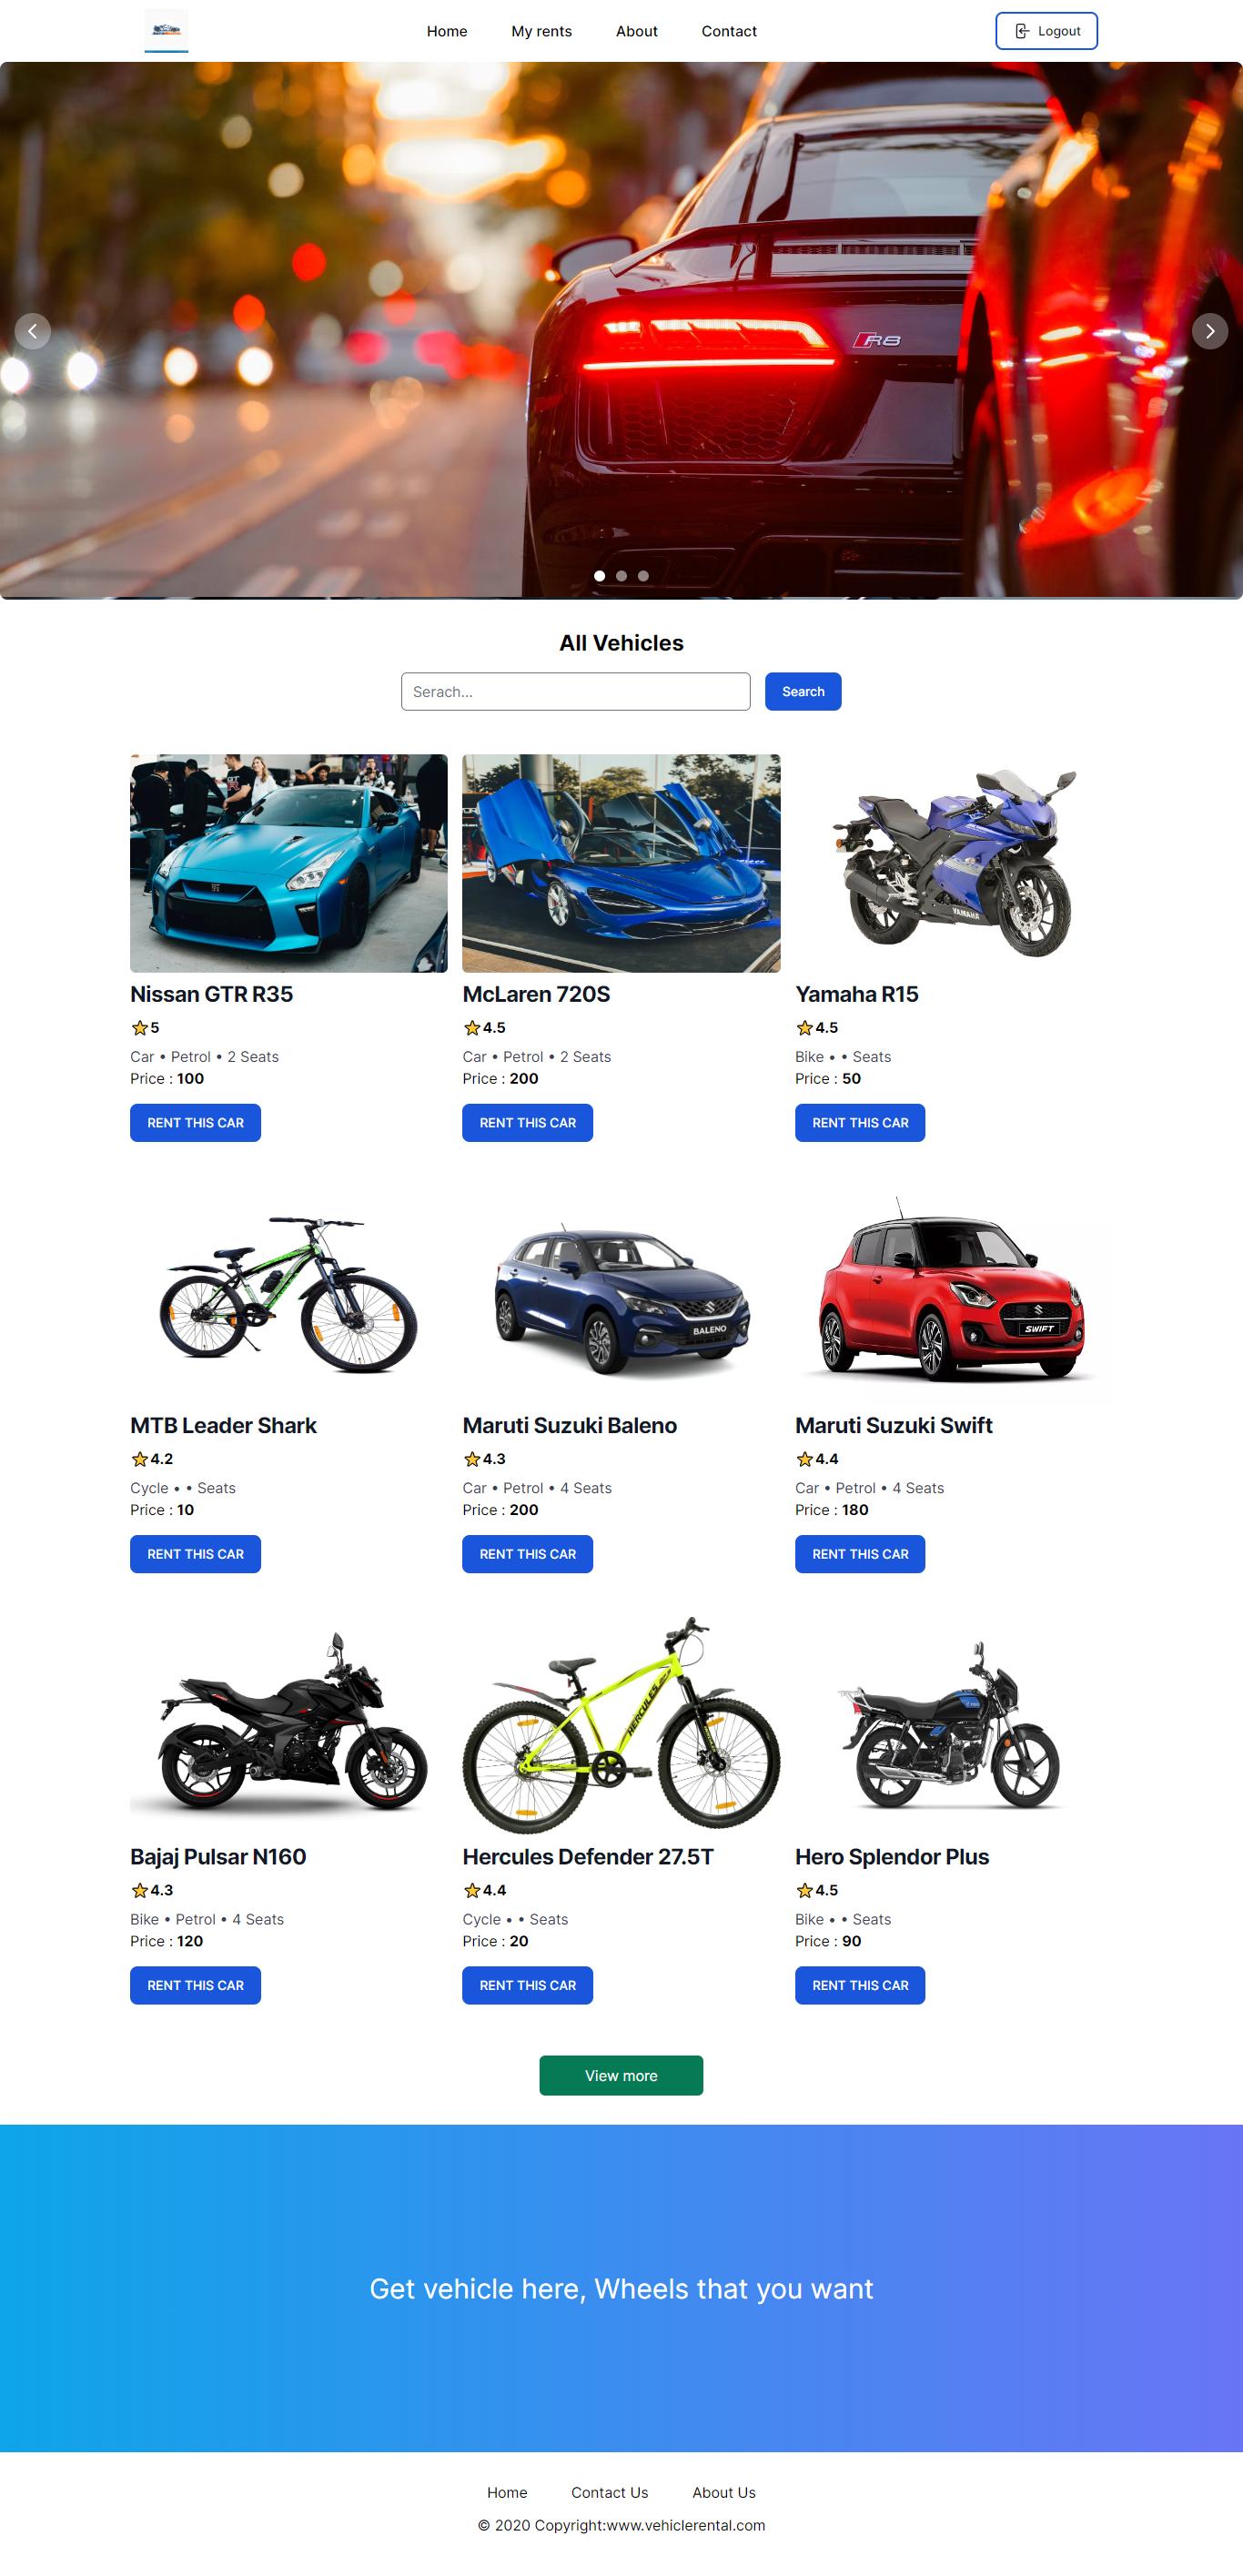 Home My rents About Contact Logout
R8
All Vehicles
Serach...
Search
YAMAHA
Nissan GTR R35
5
Car • Petrol • 2 Seats
Price : 100
RENT THIS CAR
McLaren 720S
4.5
Car • Petrol • 2 Seats
Price : 200
RENT THIS CAR
Yamaha R15
4.5
Bike • • Seats
Price : 50
RENT THIS CAR
BALENO
SWIFT
MTB Leader Shark
4.2
Cycle • • Seats
Price : 10
RENT THIS CAR
Maruti Suzuki Baleno
4.3
Car • Petrol • 4 Seats
Price : 200
RENT THIS CAR
Maruti Suzuki Swift
4.4
Car • Petrol • 4 Seats
Price : 180
RENT THIS CAR
HERCULES
Bajaj Pulsar N160
4.3
Bike • Petrol • 4 Seats
Price : 120
RENT THIS CAR
Hercules Defender 27.5T
4.4
Cycle • • Seats
Price : 20
RENT THIS CAR
Hero Splendor Plus
4.5
Bike • • Seats
Price : 90
RENT THIS CAR
View more
Get vehicle here, Wheels that you want
Home Contact Us About Us
© 2020 Copyright:www.vehiclerental.com